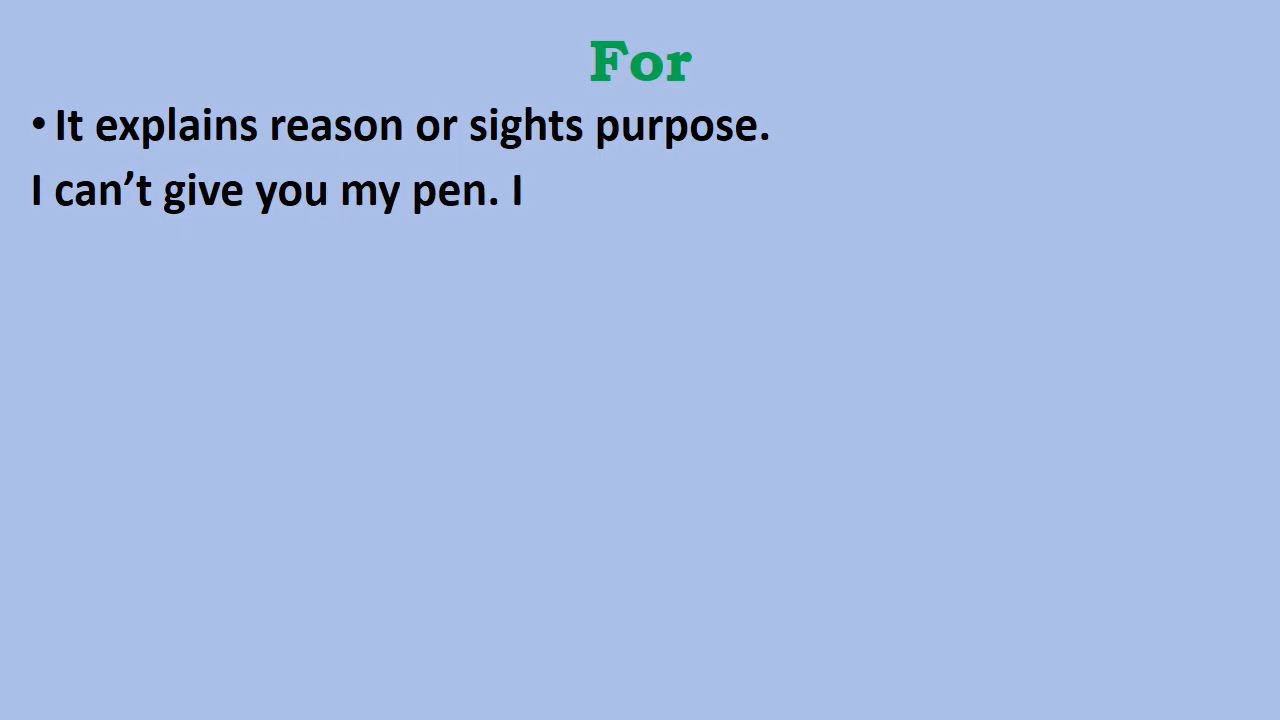 For
• It explains reason or sights purpose.
I can’t give you my pen. I